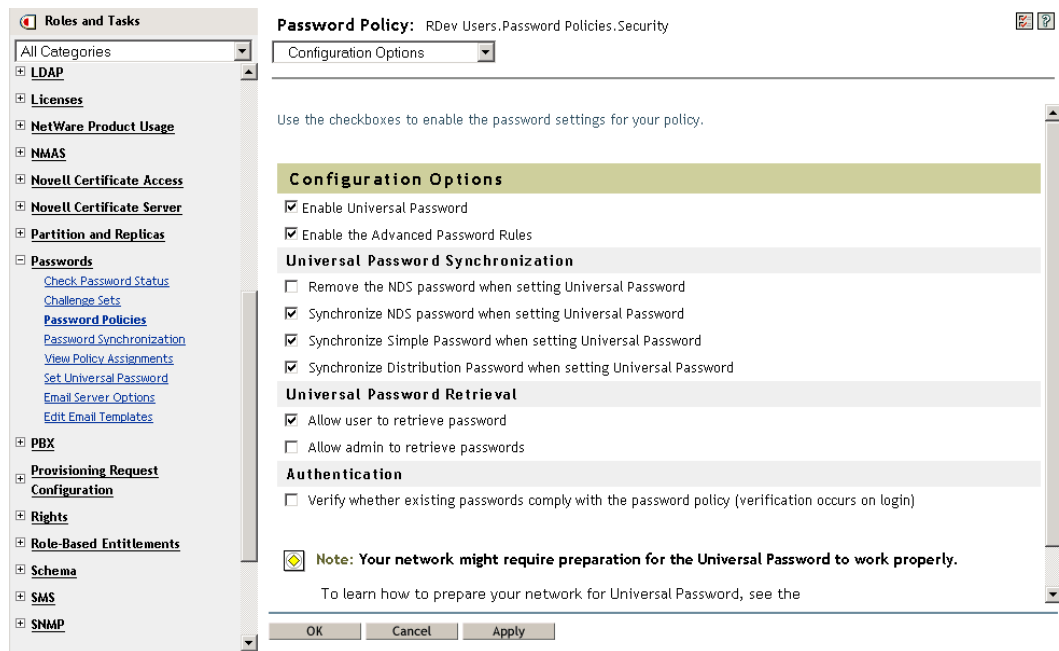 Roles and Tasks
All Categories
LDAP
Licenses
NetWare Product Usage
NMAS
Novell Certificate Access
Novell Certificate Server
Partition and Replicas
Passwords
Check Password Status
Challenge Sets
Password Policies
Password Synchronization
View Policy Assignments
Set Universal Password
Email Server Options
Edit Email Templates
PBX
Provisioning Request
Configuration
Rights
Role-Based Entitlements
Schema
SMS
SNMP
Password Policy: RDev Users.Password Policies.Security
Configuration Options
Use the checkboxes to enable the password settings for your policy.
Configuration Options
Enable Universal Password
Enable the Advanced Password Rules
Universal Password Synchronization
Remove the NDS password when setting Universal Password
Synchronize NDS password when setting Universal Password
Synchronize Simple Password when setting Universal Password
Synchronize Distribution Password when setting Universal Password
Universal Password Retrieval
Allow user to retrieve password
Allow admin to retrieve passwords
Authentication
Verify whether existing passwords comply with the password policy (verification occurs on login)
Note: Your network might require preparation for the Universal Password to work properly.
To learn how to prepare your network for Universal Password, see the
OK Cancel Apply